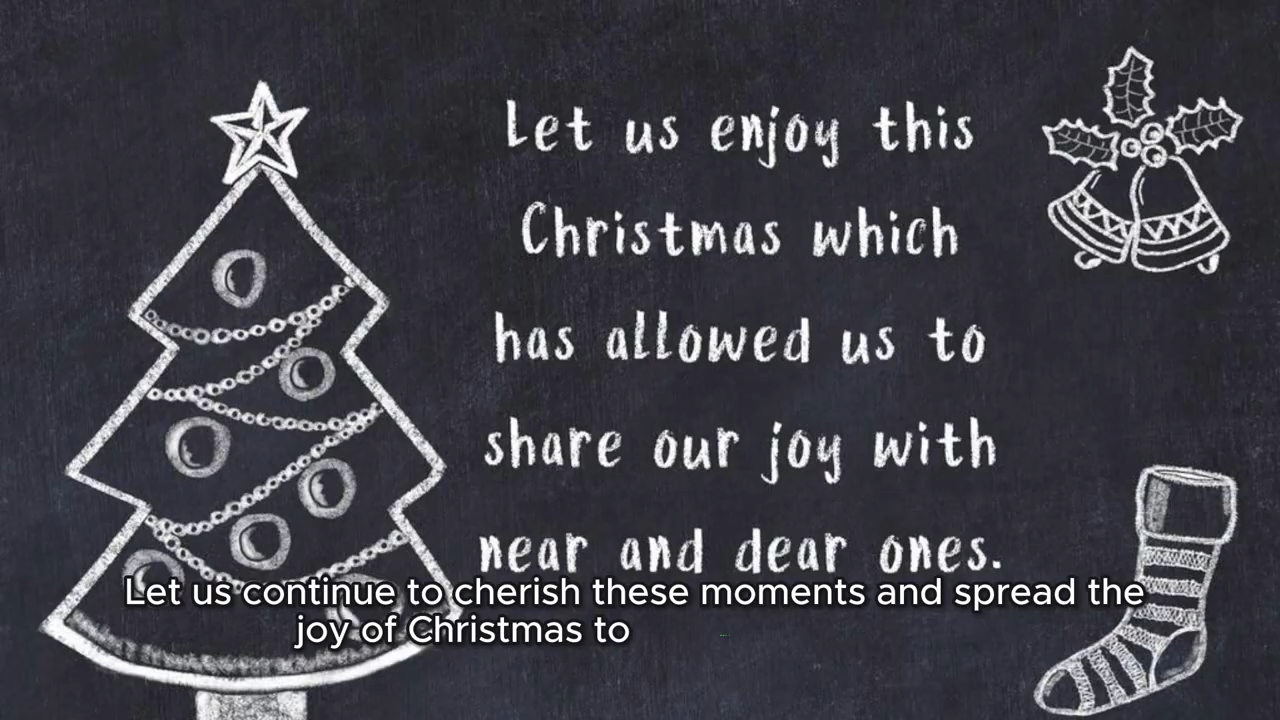 Let us enjoy this
Christmas which
has allowed us to
share our joy with
near and dear ones.
Let us continue to cherish these moments and spread the
joy of Christmas to